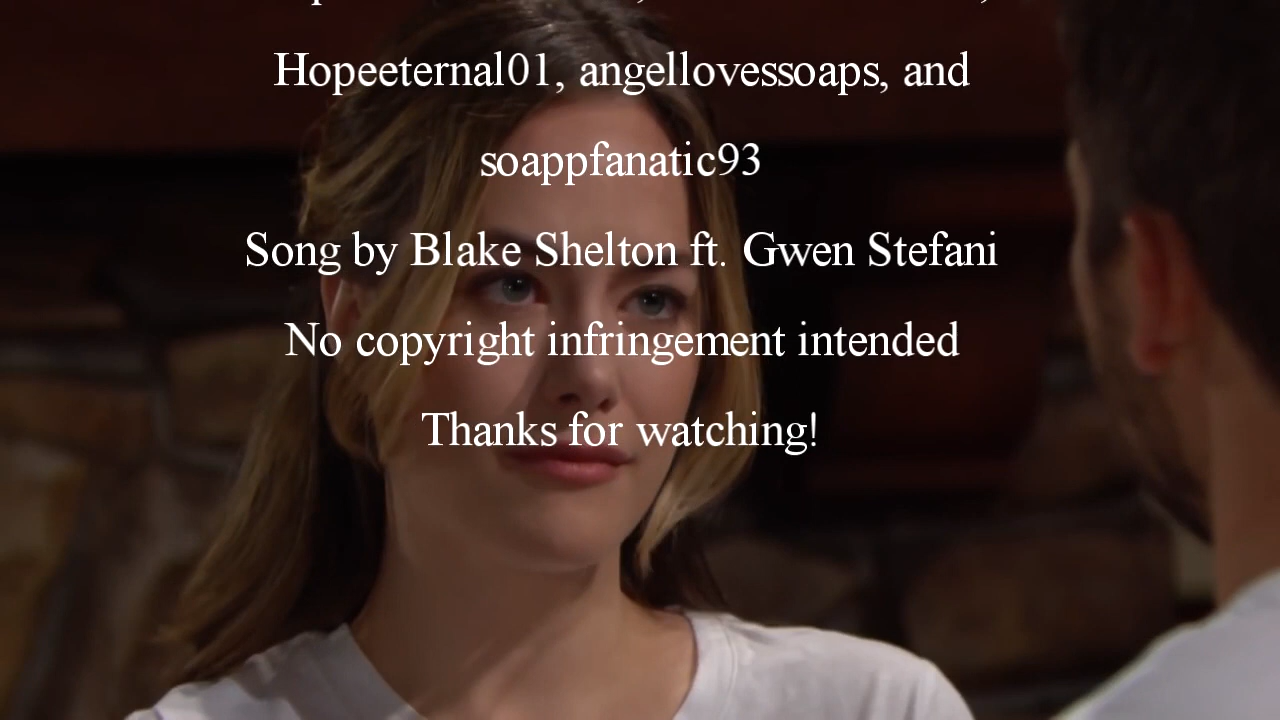 Hopeeternal01, angellovessoaps, and
soappfanatic93
Song by Blake Shelton ft. Gwen Stefani
No copyright infringement intended
Thanks for watching!